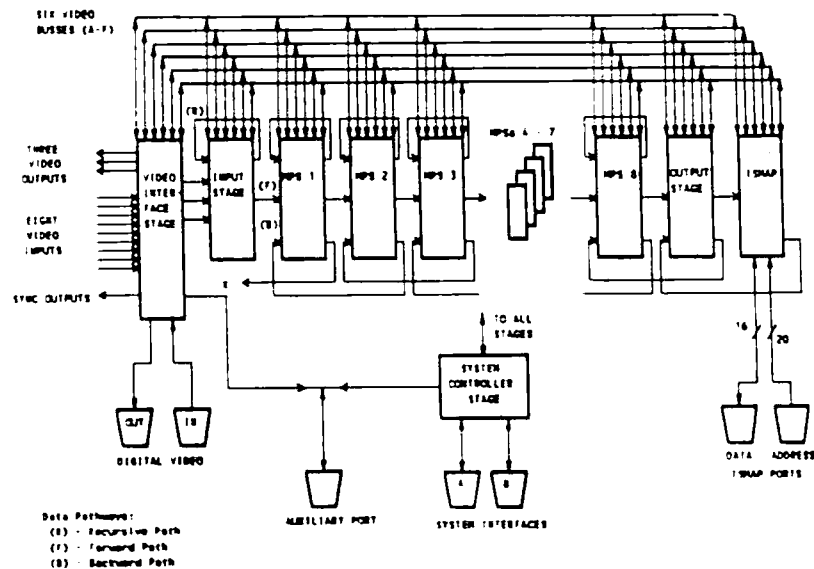 SIX VIDEO
BUSSES (A-F)
(R)
MPSs 4 - 7
THREE
VIDEO
OUTPUTS
VIDEO
INTER-
FACE
STAGE
INPUT
STAGE
(F)
(B)
MPS 1
MPS 2
MPS 3
MPS 8
OUTPUT
STAGE
ISMAP
EIGHT
VIDEO
INPUTS
SYNC OUTPUTS
TO ALL
STAGES
16
20
SYSTEM
CONTROLLER
STAGE
OUT
IN
DIGITAL VIDEO
A
B
DATA
ADDRESS
ISMAP PORTS
AUXILIARY PORT
SYSTEM INTERFACES
Data Pathways:
(R) - Recursive Path
(F) - Forward Path
(B) - Backward Path